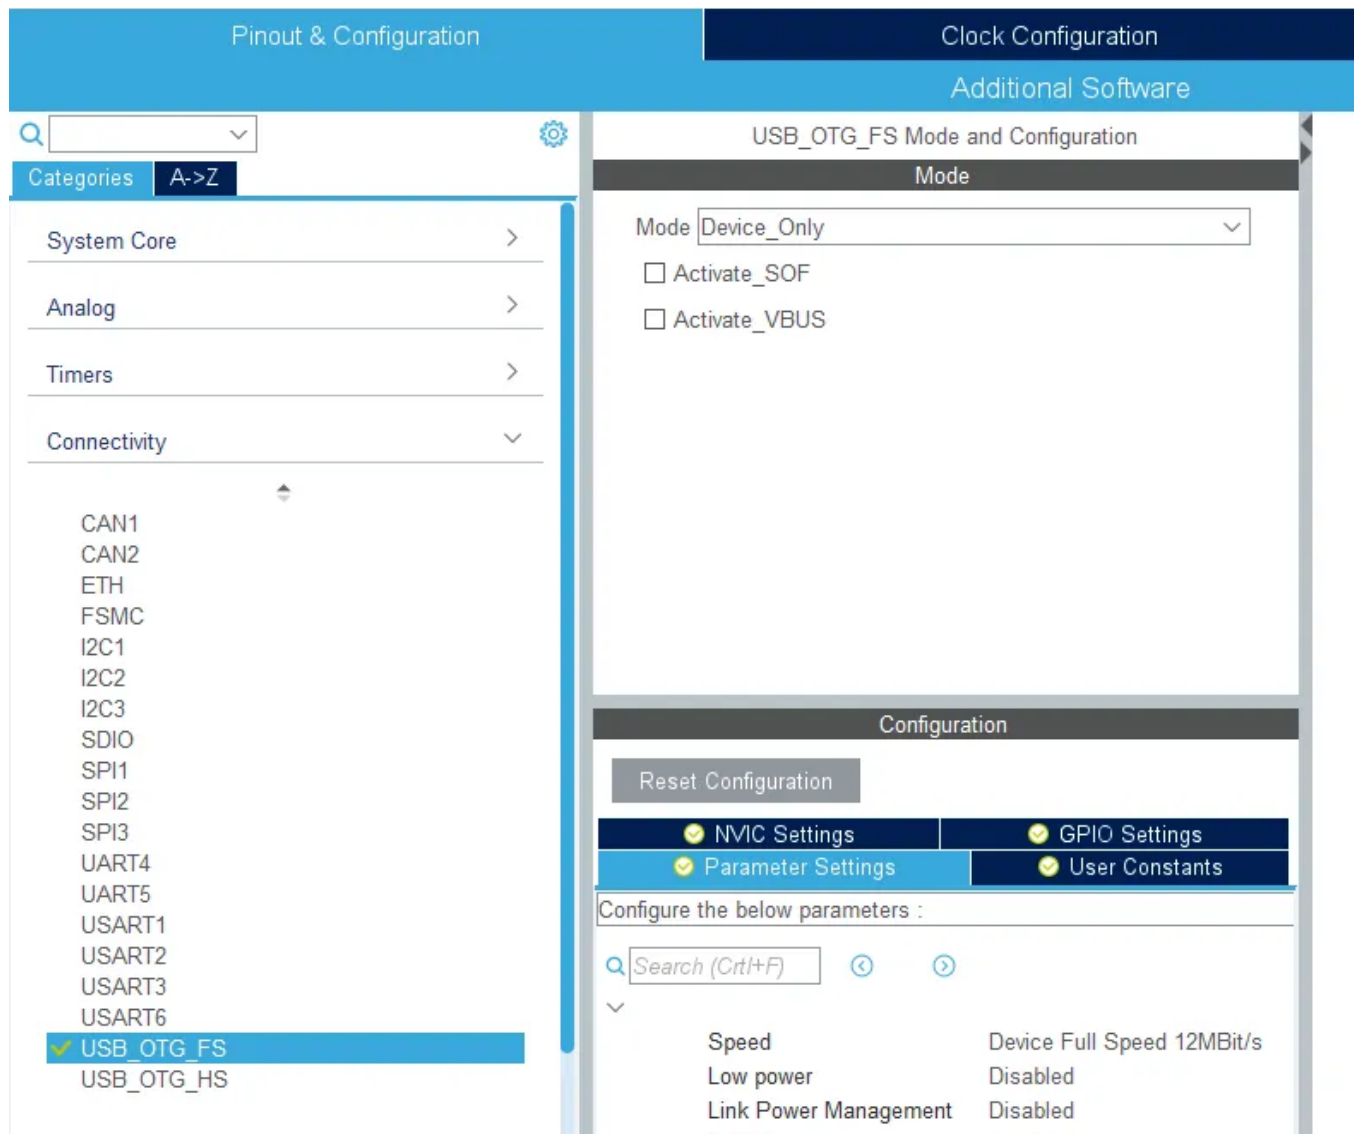 Pinout & Configuration
Clock Configuration
Additional Software
Categories
A->Z
System Core
Analog
Timers
Connectivity
CAN1
CAN2
ETH
FSMC
I2C1
I2C2
I2C3
SDIO
SPI1
SPI2
SPI3
UART4
UART5
USART1
USART2
USART3
USART6
USB_OTG_FS
USB_OTG_HS
USB_OTG_FS Mode and Configuration
Mode
Mode Device_Only
Activate_SOF
Activate_VBUS
Configuration
Reset Configuration
NVIC Settings
GPIO Settings
Parameter Settings
User Constants
Configure the below parameters :
Search (Crtl+F)
Speed Device Full Speed 12MBit/s
Low power Disabled
Link Power Management Disabled